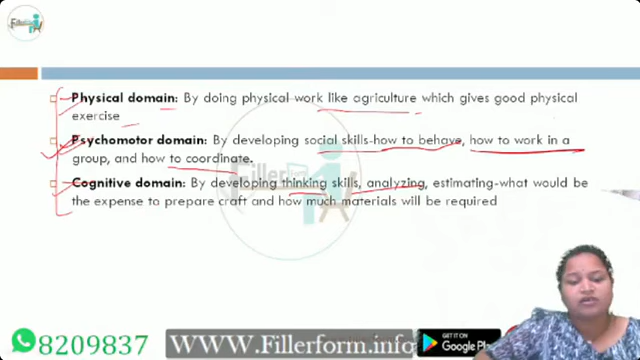 Fillerform
Physical domain: By doing physical work like agriculture which gives good physical
exercise
Psychomotor domain: By developing social skills-how to behave, how to work in a
group, and how to coordinate.
Cognitive domain: By developing thinking skills, analyzing, estimating-what would be
the expense to prepare craft and how much materials will be required
Fillerform
8209837
WWW.Fillerform.info
GET IT ON
Google Pla